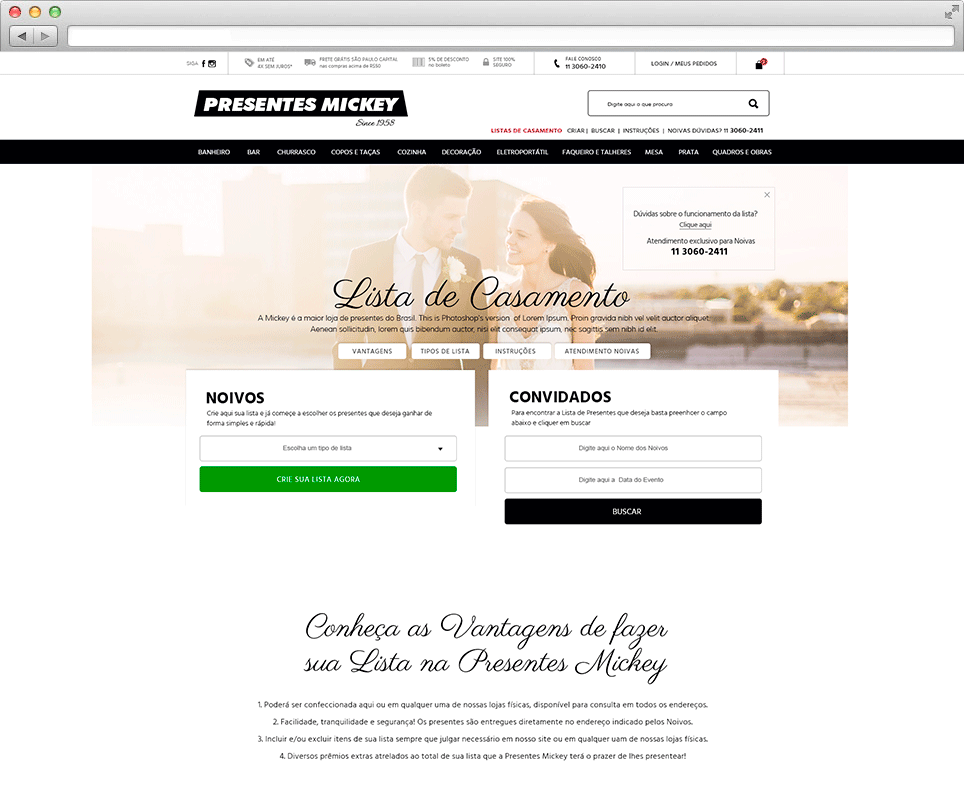 SIGA
EM ATÉ
4X SEM JUROS*
FRETE GRÁTIS SÃO PAULO CAPITAL
nas compras acima de R$50
5% DE DESCONTO
no boleto
SITE 100%
SEGURO
FALE CONOSCO
11 3060-2410
LOGIN / MEUS PEDIDOS
PRESENTES MICKEY
Since 1958
Digite aqui o que procura
LISTAS DE CASAMENTO CRIAR | BUSCAR | INSTRUÇÕES | NOIVAS DÚVIDAS? 11 3060-2411
BANHEIRO BAR CHURRASCO COPOS E TAÇAS COZINHA DECORAÇÃO ELETROPORTÁTIL FAQUEIRO E TALHERES MESA PRATA QUADROS E OBRAS
Dúvidas sobre o funcionamento da lista?
Clique aqui
Atendimento exclusivo para Noivas
11 3060-2411
Lista de Casamento
A Mickey é a maior loja de presentes do Brasil. This is Photoshop's version of Lorem Ipsum. Proin gravida nibh vel velit auctor aliquet.
Aenean sollicitudin, lorem quis bibendum auctor, nisi elit consequat ipsum, nec sagittis sem nibh id elit.
VANTAGENS TIPOS DE LISTA INSTRUÇÕES ATENDIMENTO NOIVAS
NOIVOS
Crie aqui sua lista e já começe a escolher os presentes que deseja ganhar de
forma simples e rápida!
Escolha um tipo de lista
CRIE SUA LISTA AGORA
CONVIDADOS
Para encontrar a Lista de Presentes que deseja basta preenhcer o campo
abaixo e cliquer em buscar
Digite aqui o Nome dos Noivos
Digite aqui a Data do Evento
BUSCAR
Conheça as Vantagens de fazer
sua Lista na Presentes Mickey
1. Poderá ser confeccionada aqui ou em qualquer uma de nossas lojas físicas, disponível para consulta em todos os endereços.
2. Facilidade, tranquilidade e segurança! Os presentes são entregues diretamente no endereço indicado pelos Noivos.
3. Incluir e/ou excluir itens de sua lista sempre que julgar necessário em nosso site ou em qualquer uam de nossas lojas físicas.
4. Diversos prêmios extras atrelados ao total de sua lista que a Presentes Mickey terá o prazer de lhes presentear!